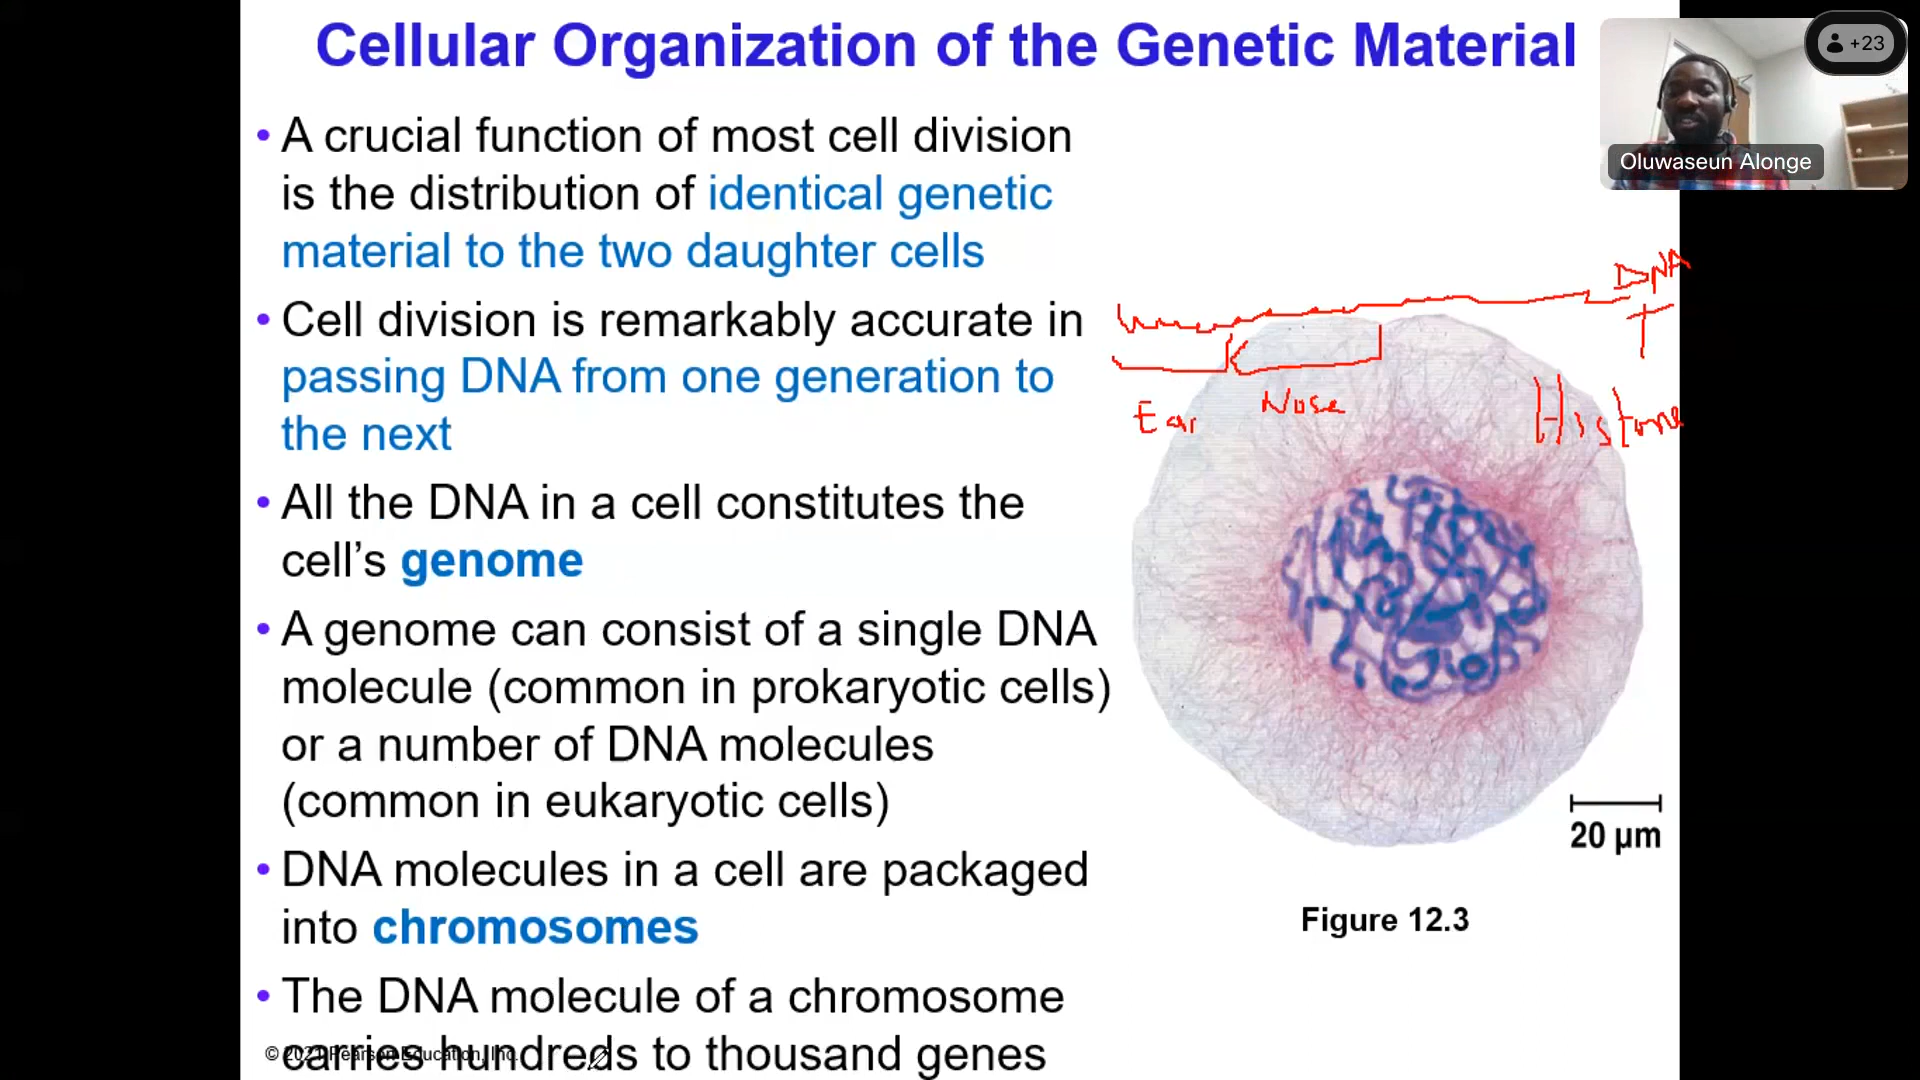 Cellular Organization of the Genetic Material
+23
Oluwaseun Alonge
• A crucial function of most cell division
is the distribution of identical genetic
material to the two daughter cells
• Cell division is remarkably accurate in
passing DNA from one generation to
the next
• All the DNA in a cell constitutes the
cell’s genome
• A genome can consist of a single DNA
molecule (common in prokaryotic cells)
or a number of DNA molecules
(common in eukaryotic cells)
• DNA molecules in a cell are packaged
into chromosomes
• The DNA molecule of a chromosome
carries hundreds to thousand genes
© 2021 Pearson Education, Inc.
DNA
+
Histone
Ear
Nose
20 µm
Figure 12.3